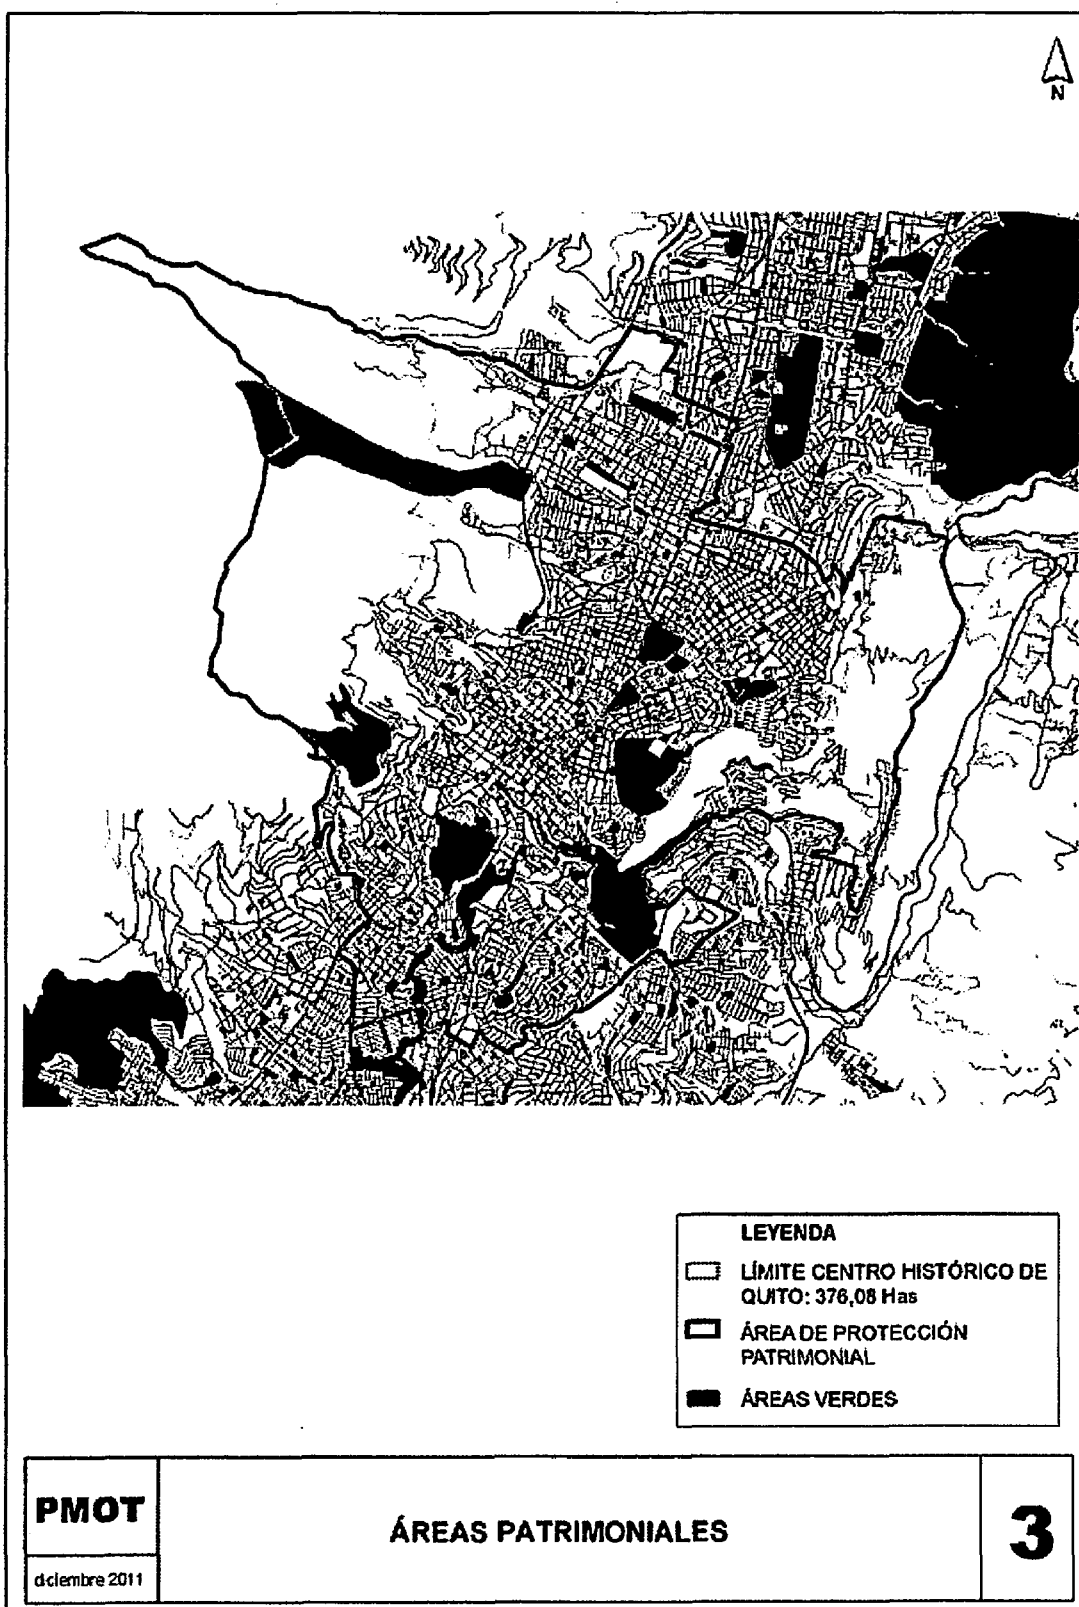 N
LEYENDA
LÍMITE CENTRO HISTÓRICO DE
QUITO: 376,08 Has
ÁREA DE PROTECCIÓN
PATRIMONIAL
ÁREAS VERDES
PMOT
diciembre 2011
ÁREAS PATRIMONIALES
3